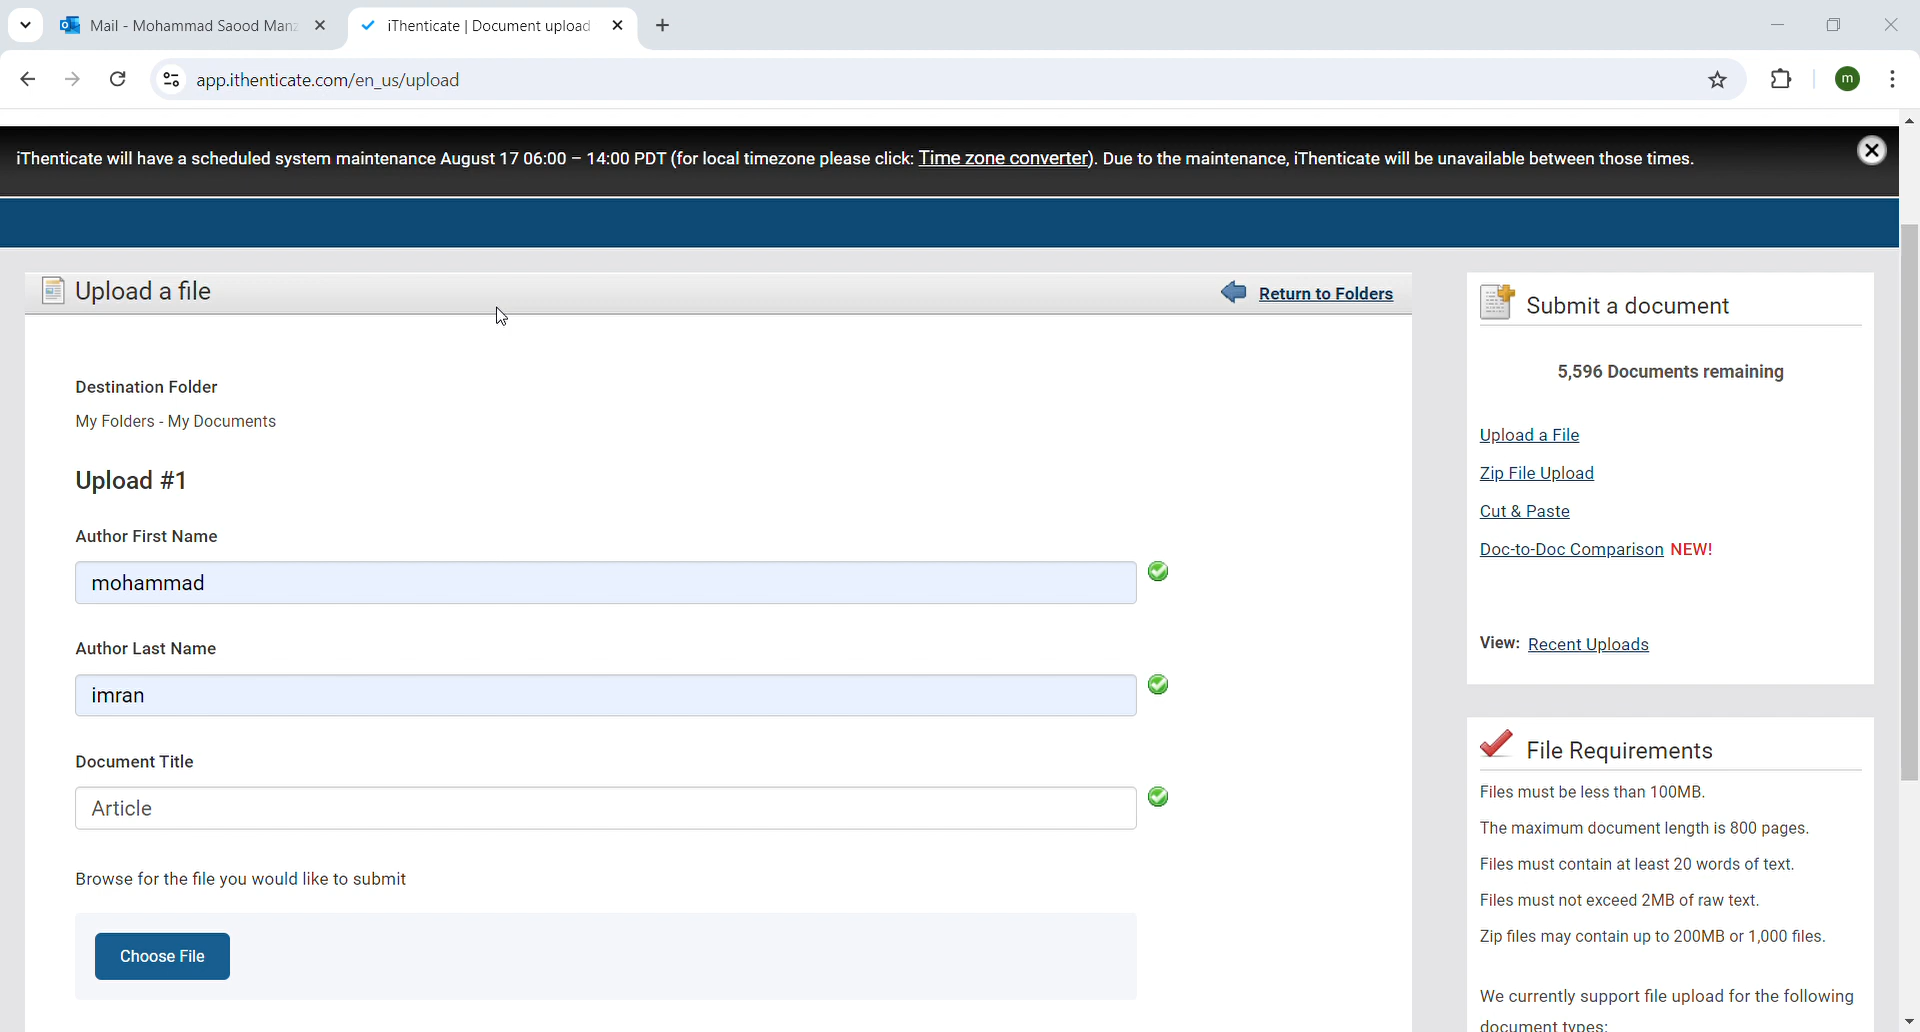 Mail - Mohammad Saood Manz
iThenticate | Document upload
app.ithenticate.com/en_us/upload
m
iThenticate will have a scheduled system maintenance August 17 06:00 – 14:00 PDT (for local timezone please click: Time zone converter). Due to the maintenance, iThenticate will be unavailable between those times.
Upload a file
Return to Folders
Destination Folder
My Folders - My Documents
Upload #1
Author First Name
mohammad
Author Last Name
imran
Document Title
Article
Browse for the file you would like to submit
Choose File
Submit a document
5,596 Documents remaining
Upload a File
Zip File Upload
Cut & Paste
Doc-to-Doc Comparison NEW!
View: Recent Uploads
File Requirements
Files must be less than 100MB.
The maximum document length is 800 pages.
Files must contain at least 20 words of text.
Files must not exceed 2MB of raw text.
Zip files may contain up to 200MB or 1,000 files.
We currently support file upload for the following
document types: